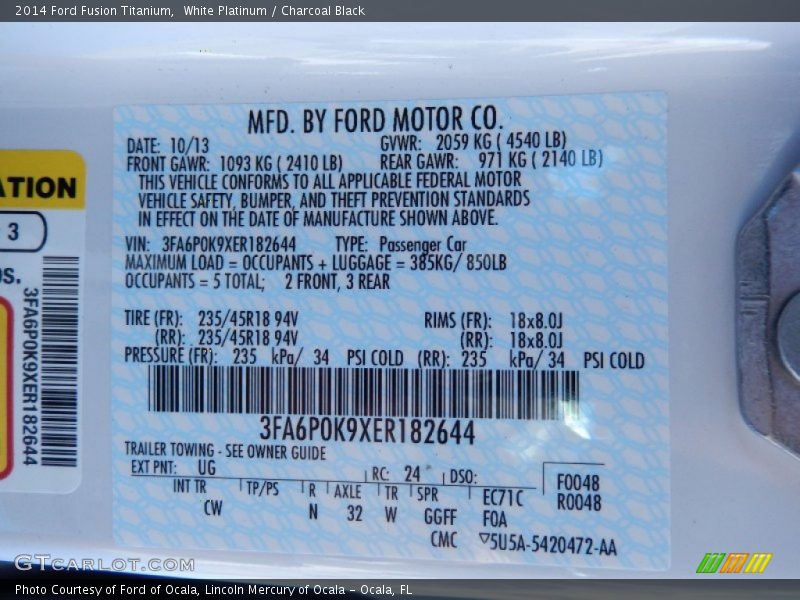 2014 Ford Fusion Titanium,  White Platinum / Charcoal Black
MFD. BY FORD MOTOR CO.
DATE: 10/13 GVWR: 2059 KG ( 4540 LB)
FRONT GAWR: 1093 KG ( 2410 LB) REAR GAWR: 971 KG ( 2140 LB)
THIS VEHICLE CONFORMS TO ALL APPLICABLE FEDERAL MOTOR
VEHICLE SAFETY, BUMPER, AND THEFT PREVENTION STANDARDS
IN EFFECT ON THE DATE OF MANUFACTURE SHOWN ABOVE.
VIN: 3FA6P0K9XER182644 TYPE: Passenger Car
MAXIMUM LOAD = OCCUPANTS + LUGGAGE = 385KG/ 850LB
OCCUPANTS = 5 TOTAL; 2 FRONT, 3 REAR
TIRE (FR): 235/45R18 94V RIMS (FR): 18x8.0J
(RR): 235/45R18 94V (RR): 18x8.0J
PRESSURE (FR): 235 kPa/ 34 PSI COLD (RR): 235 kPa/ 34 PSI COLD
3FA6P0K9XER182644
TRAILER TOWING - SEE OWNER GUIDE
EXT PNT: UG RC: 24 DSO: F0048
INT TR TP/PS R AXLE TR SPR EC71C R0048
CW N 32 W GGFF F0A
CMC ▽5U5A-5420472-AA
ATION
3
3FA6P0K9XER182644
GTCARLOT.COM
Photo Courtesy of Ford of Ocala, Lincoln Mercury of Ocala – Ocala, FL